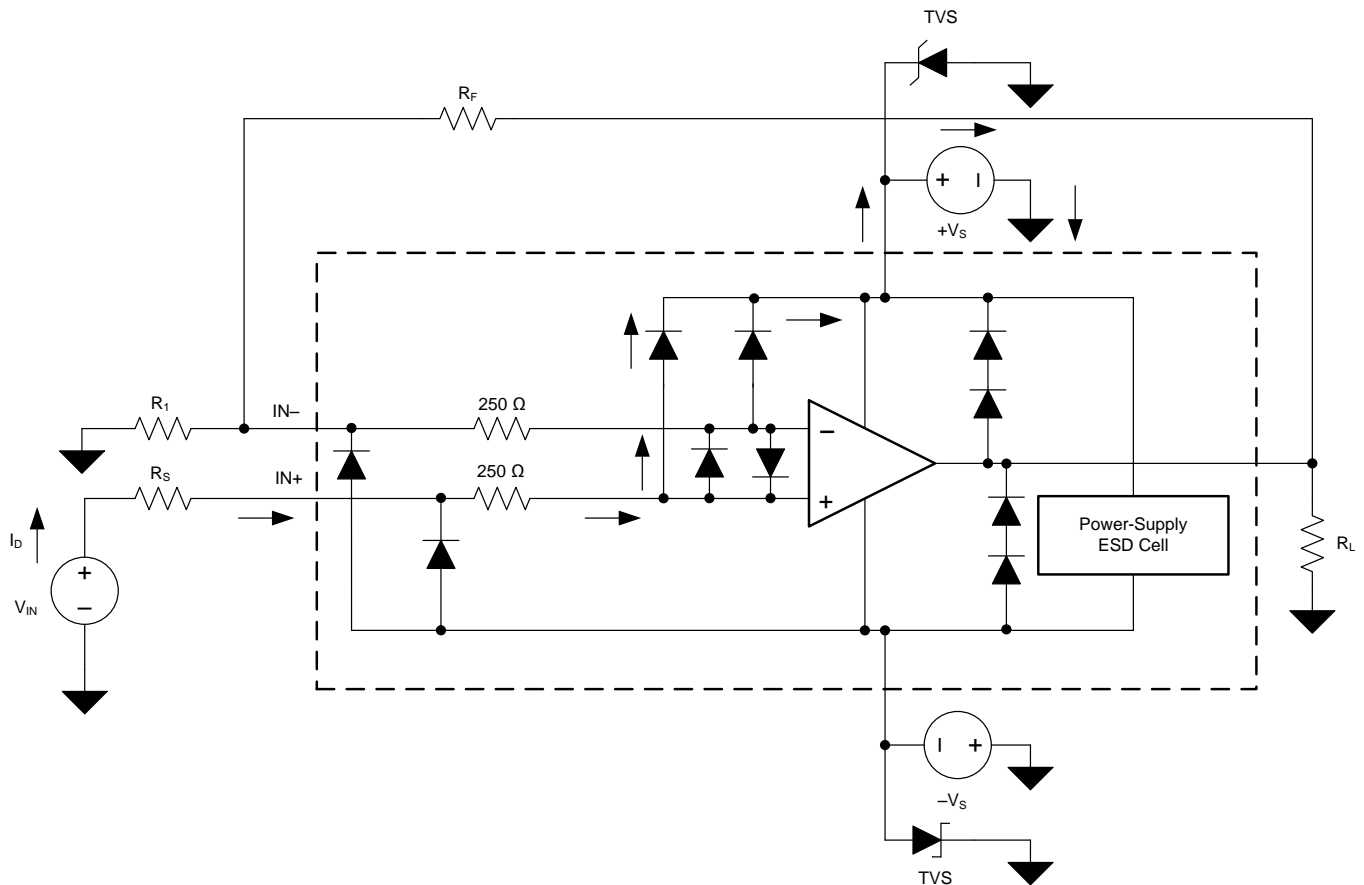 TVS
RF
+ –
+VS
R1
IN–
250 Ω
–
RS
IN+
250 Ω
+
ID
+
–
VIN
Power-Supply
ESD Cell
RL
– +
–VS
TVS